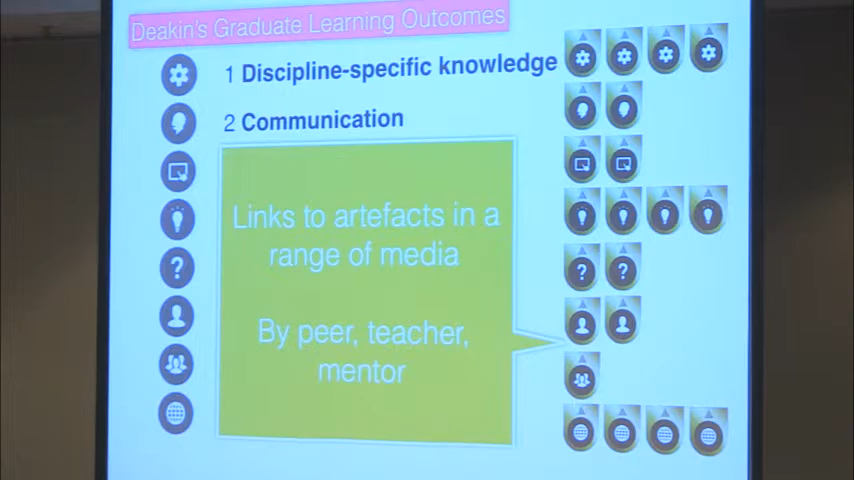 Deakin's Graduate Learning Outcomes
1 Discipline-specific knowledge
2 Communication
Links to artefacts in a
range of media
By peer, teacher,
mentor